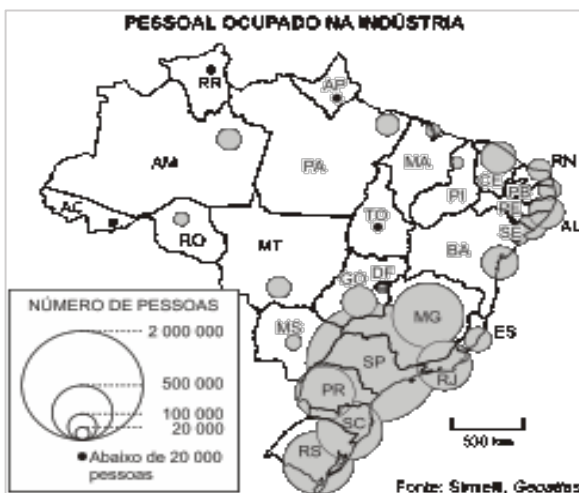 PESSOAL OCUPADO NA INDÚSTRIA
RR
AP
AM
PA
MA
CE
RN
PB
PI
PE
AL
SE
AC
TO
RO
BA
MT
DF
GO
MG
MS
ES
SP
RJ
PR
SC
RS
NÚMERO DE PESSOAS
2 000 000
500 000
100 000
20 000
Abaixo de 20 000
pessoas
500 km
Fonte: Simielli, Geoatlas